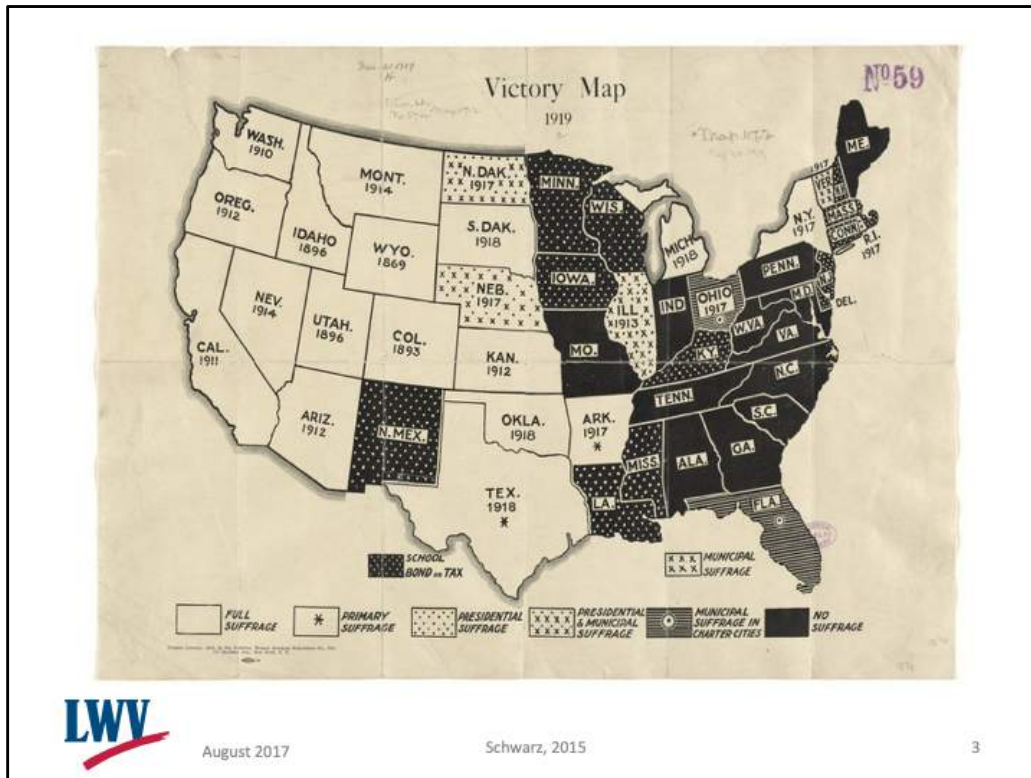 Victory Map
1919
Nº 59
WASH.
1910
OREG.
1912
CAL.
1911
NEV.
1914
IDAHO
1896
MONT.
1914
WYO.
1869
UTAH.
1896
COL.
1893
ARIZ.
1912
N.MEX.
N.DAK.
1917
S.DAK.
1918
NEB.
1917
KAN.
1912
OKLA.
1918
TEX.
1918
*
MINN.
WIS.
IOWA.
MO.
ARK.
1917
*
LA.
MISS.
ILL
1913
MICH
1918
IND
OHIO
1917
KY.
TENN.
ALA.
GA.
FLA.
S.C.
N.C.
VA.
W.VA.
M.D.
DEL.
PENN.
N.J.
N.Y.
1917
1917
VER.
ME.
MASS
CONN.
R.I.
1917
SCHOOL
BOND OR TAX
MUNICIPAL
SUFFRAGE
FULL
SUFFRAGE
* PRIMARY
SUFFRAGE
PRESIDENTIAL
SUFFRAGE
PRESIDENTIAL
& MUNICIPAL
SUFFRAGE
MUNICIPAL
SUFFRAGE IN
CHARTER CITIES
NO
SUFFRAGE
LWV
August 2017
Schwarz, 2015
3